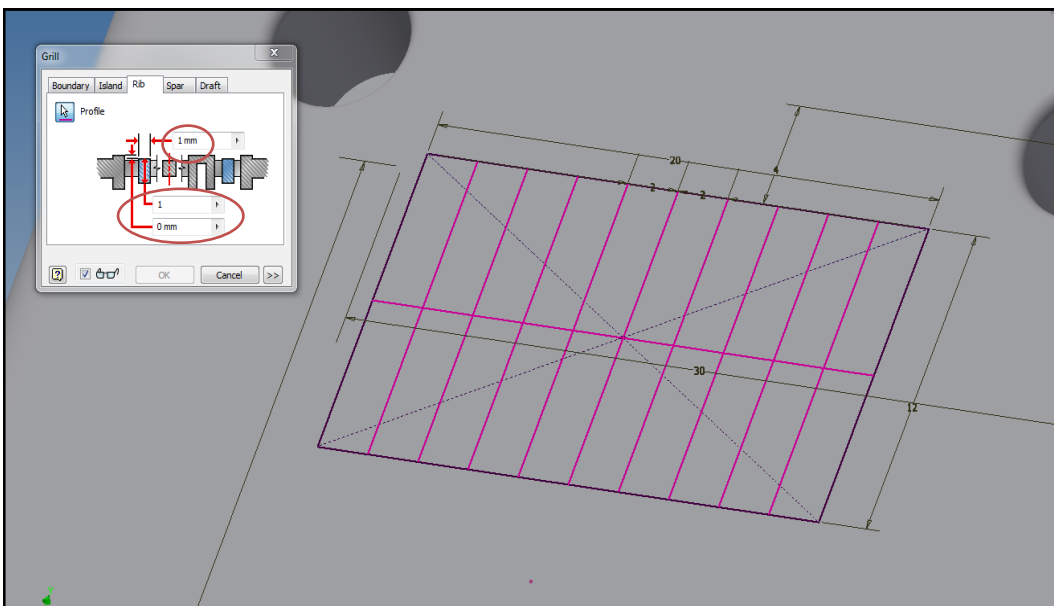 Grill
x
Boundary Island Rib Spar Draft
Profile
1 mm
1
0 mm
OK Cancel >>
20
4
2 2
30
12